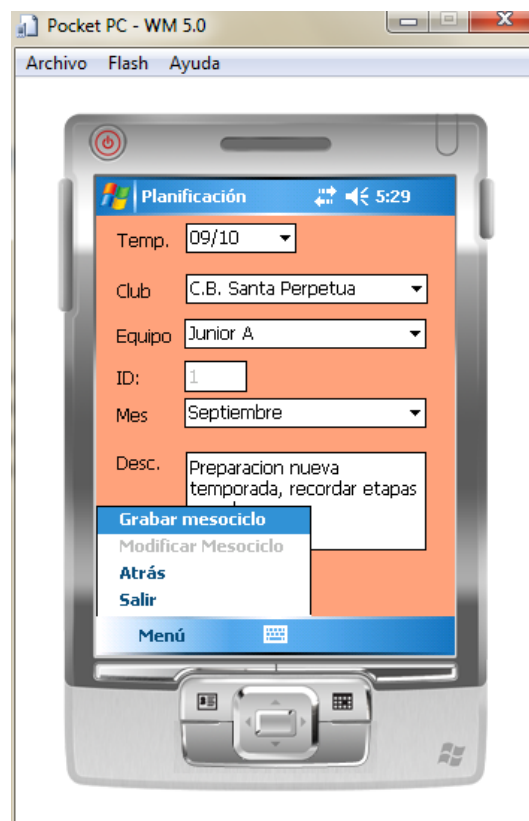 Pocket PC - WM 5.0
Archivo Flash Ayuda
Planificación 5:29
Temp. 09/10
Club C.B. Santa Perpetua
Equipo Junior A
ID: 1
Mes Septiembre
Desc. Preparacion nueva
temporada, recordar etapas
Grabar mesociclo
Modificar Mesociclo
Atrás
Salir
Menú